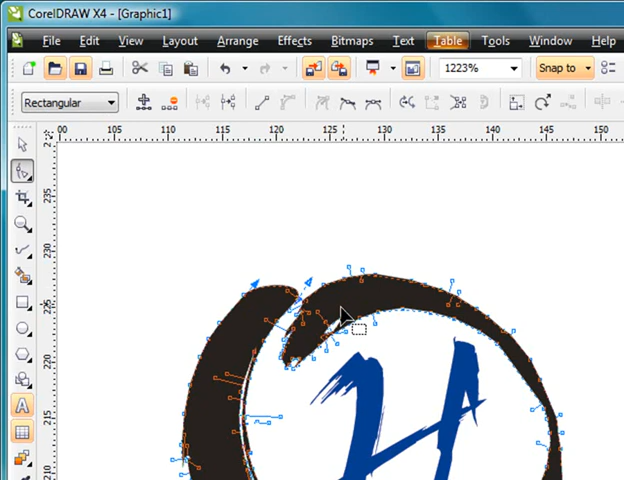 CorelDRAW X4 - [Graphic1]
File Edit View Layout Arrange Effects Bitmaps Text Table Tools Window Help
1223% Snap to
Rectangular
00 105 110 115 120 125 130 135 140 145 150
235
230
225
220
215
210
A
H